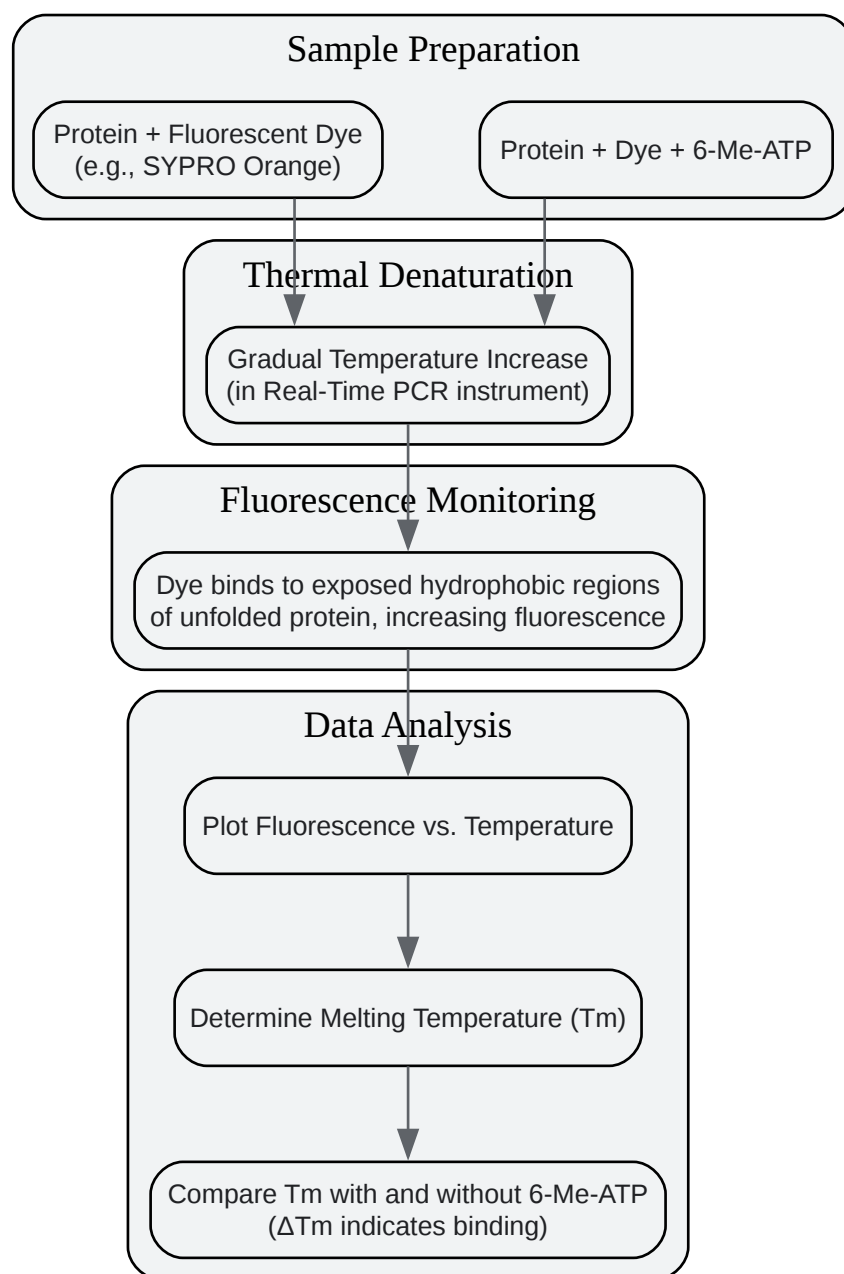 Sample Preparation
Protein + Fluorescent Dye
(e.g., SYPRO Orange)
Protein + Dye + 6-Me-ATP
Thermal Denaturation
Gradual Temperature Increase
(in Real-Time PCR instrument)
Fluorescence Monitoring
Dye binds to exposed hydrophobic regions
of unfolded protein, increasing fluorescence
Data Analysis
Plot Fluorescence vs. Temperature
Determine Melting Temperature (Tm)
Compare Tm with and without 6-Me-ATP
(ΔTm indicates binding)